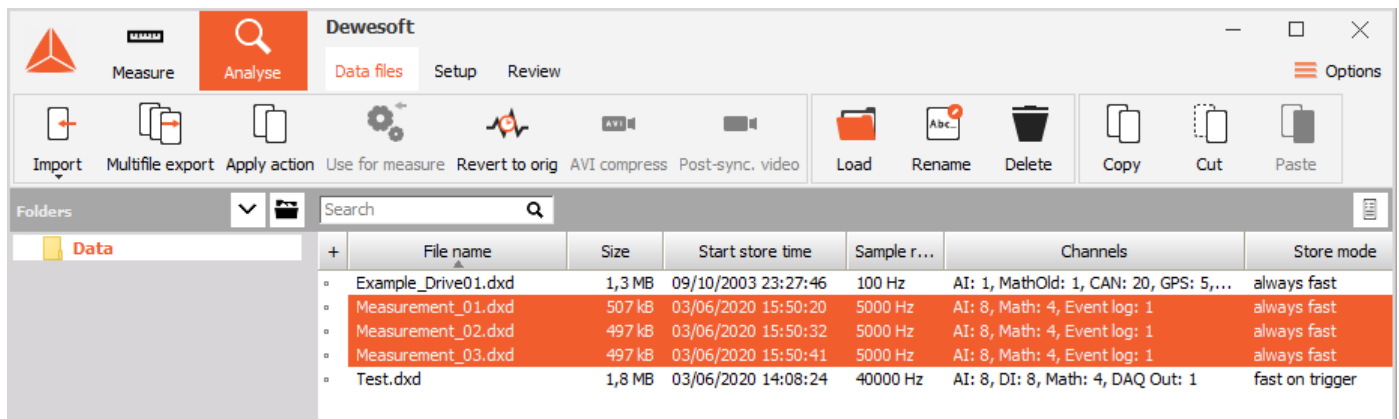 Dewesoft
Measure Analyse Data files Setup Review Options
AVI Abc_
Import Multifile export Apply action Use for measure Revert to orig AVI compress Post-sync. video Load Rename Delete Copy Cut Paste
Folders Search
Data
+ File name Size Start store time Sample r... Channels Store mode
Example_Drive01.dxd 1,3 MB 09/10/2003 23:27:46 100 Hz AI: 1, MathOld: 1, CAN: 20, GPS: 5,... always fast
Measurement_01.dxd 507 kB 03/06/2020 15:50:20 5000 Hz AI: 8, Math: 4, Event log: 1 always fast
Measurement_02.dxd 497 kB 03/06/2020 15:50:32 5000 Hz AI: 8, Math: 4, Event log: 1 always fast
Measurement_03.dxd 497 kB 03/06/2020 15:50:41 5000 Hz AI: 8, Math: 4, Event log: 1 always fast
Test.dxd 1,8 MB 03/06/2020 14:08:24 40000 Hz AI: 8, DI: 8, Math: 4, DAQ Out: 1 fast on trigger